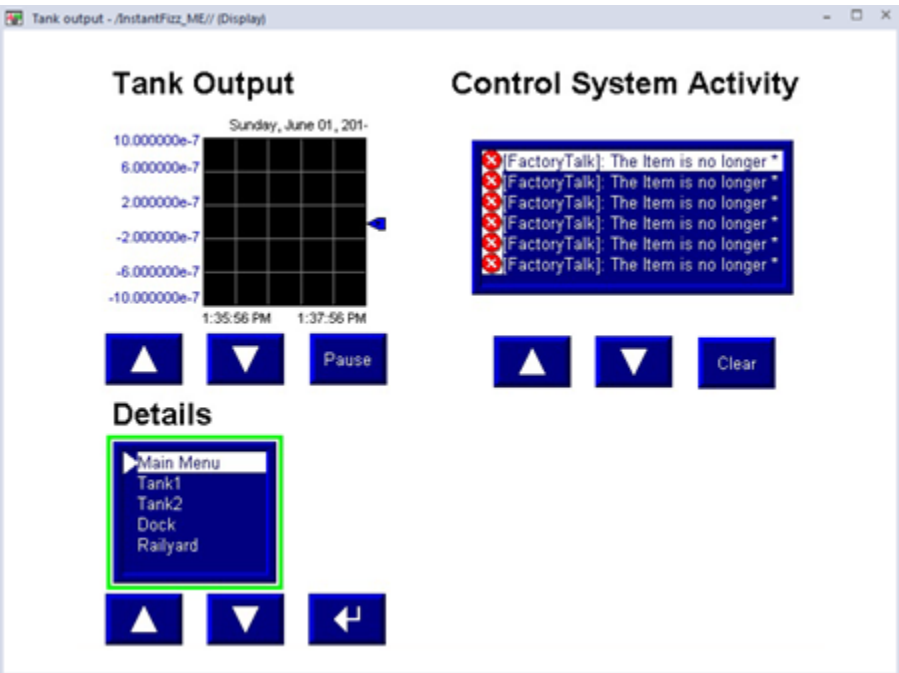 Tank output - /InstantFizz_ME// (Display)
Tank Output
Sunday, June 01, 201-
10.000000e-7
6.000000e-7
2.000000e-7
-2.000000e-7
-6.000000e-7
-10.000000e-7
1:35:56 PM 1:37:56 PM
Pause
Details
Main Menu
Tank1
Tank2
Dock
Railyard
Control System Activity
[FactoryTalk]: The Item is no longer *
[FactoryTalk]: The Item is no longer *
[FactoryTalk]: The Item is no longer *
[FactoryTalk]: The Item is no longer *
[FactoryTalk]: The Item is no longer *
[FactoryTalk]: The Item is no longer *
Clear